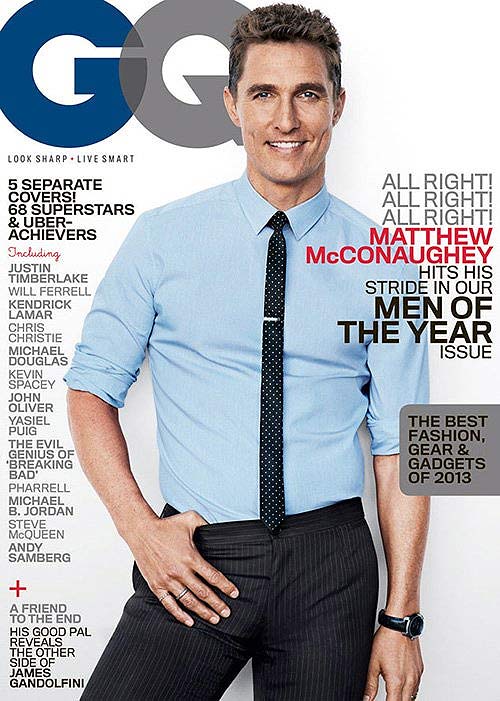 GQ
LOOK SHARP • LIVE SMART
5 SEPARATE
COVERS!
68 SUPERSTARS
& UBER-
ACHIEVERS
Including
JUSTIN
TIMBERLAKE
WILL FERRELL
KENDRICK
LAMAR
CHRIS
CHRISTIE
MICHAEL
DOUGLAS
KEVIN
SPACEY
JOHN
OLIVER
YASIEL
PUIG
THE EVIL
GENIUS OF
'BREAKING
BAD'
PHARRELL
MICHAEL
B. JORDAN
STEVE
McQUEEN
ANDY
SAMBERG
+
A FRIEND
TO THE END
HIS GOOD PAL
REVEALS
THE OTHER
SIDE OF
JAMES
GANDOLFINI
ALL RIGHT!
ALL RIGHT!
ALL RIGHT!
MATTHEW
McCONAUGHEY
HITS HIS
STRIDE IN OUR
MEN OF
THE YEAR
ISSUE
THE BEST
FASHION,
GEAR &
GADGETS
OF 2013